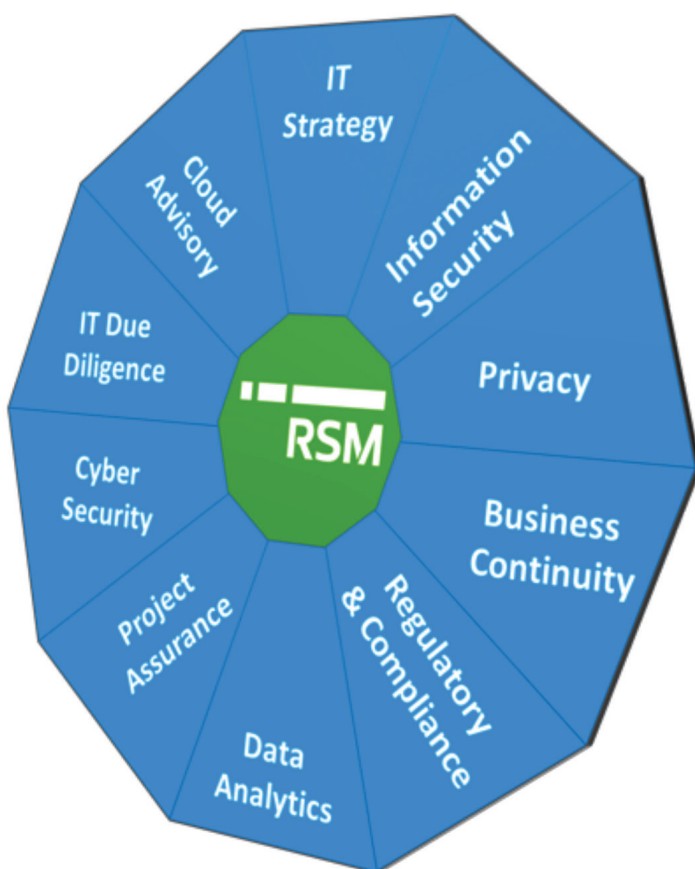 IT
Strategy
Information
Security
Privacy
Business
Continuity
Regulatory
& Compliance
Data
Analytics
Project
Assurance
Cyber
Security
IT Due
Diligence
Cloud
Advisory
RSM